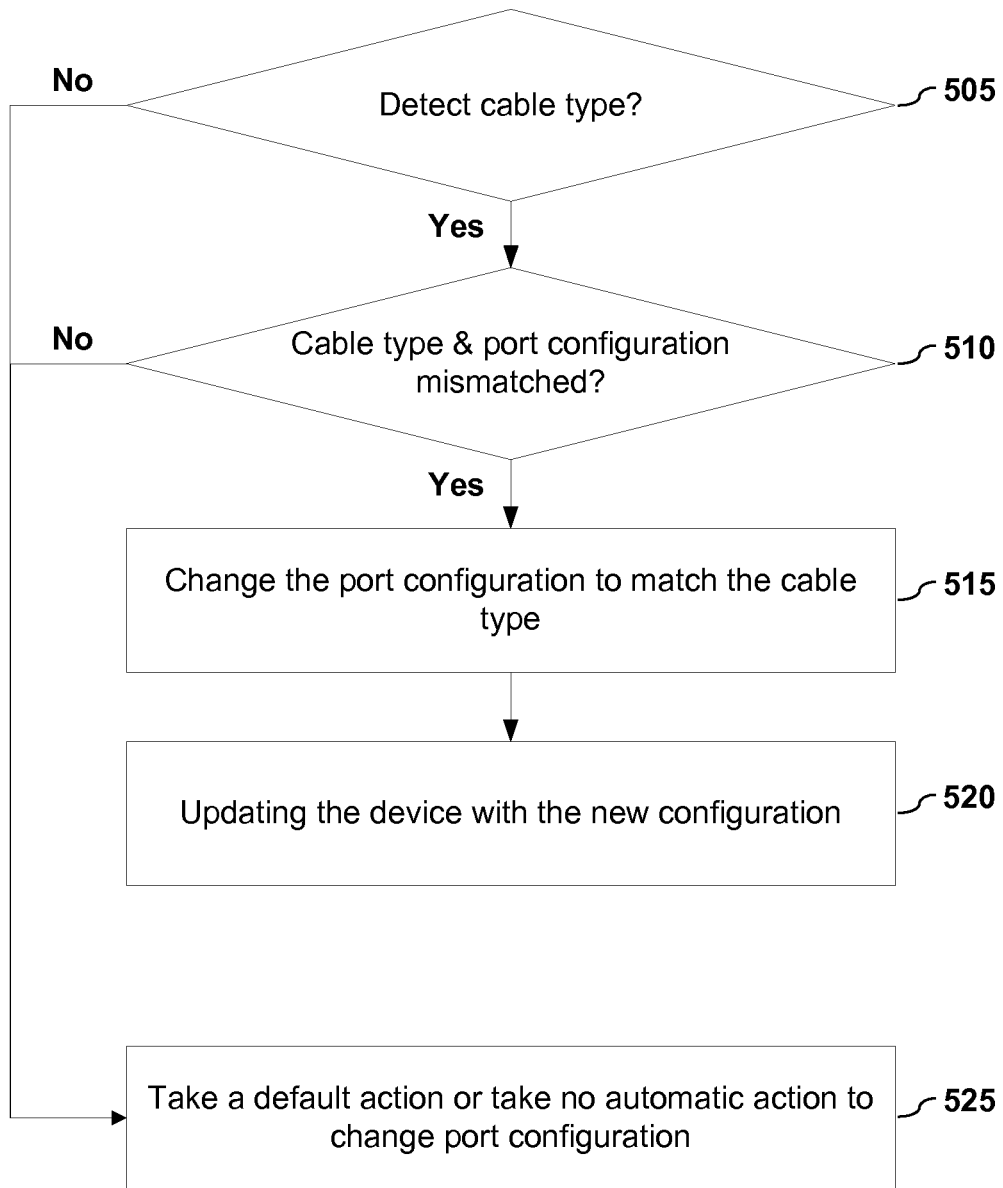 No
Detect cable type?
505
Yes
No
Cable type & port configuration
mismatched?
510
Yes
Change the port configuration to match the cable
type
515
Updating the device with the new configuration
520
Take a default action or take no automatic action to
change port configuration
525